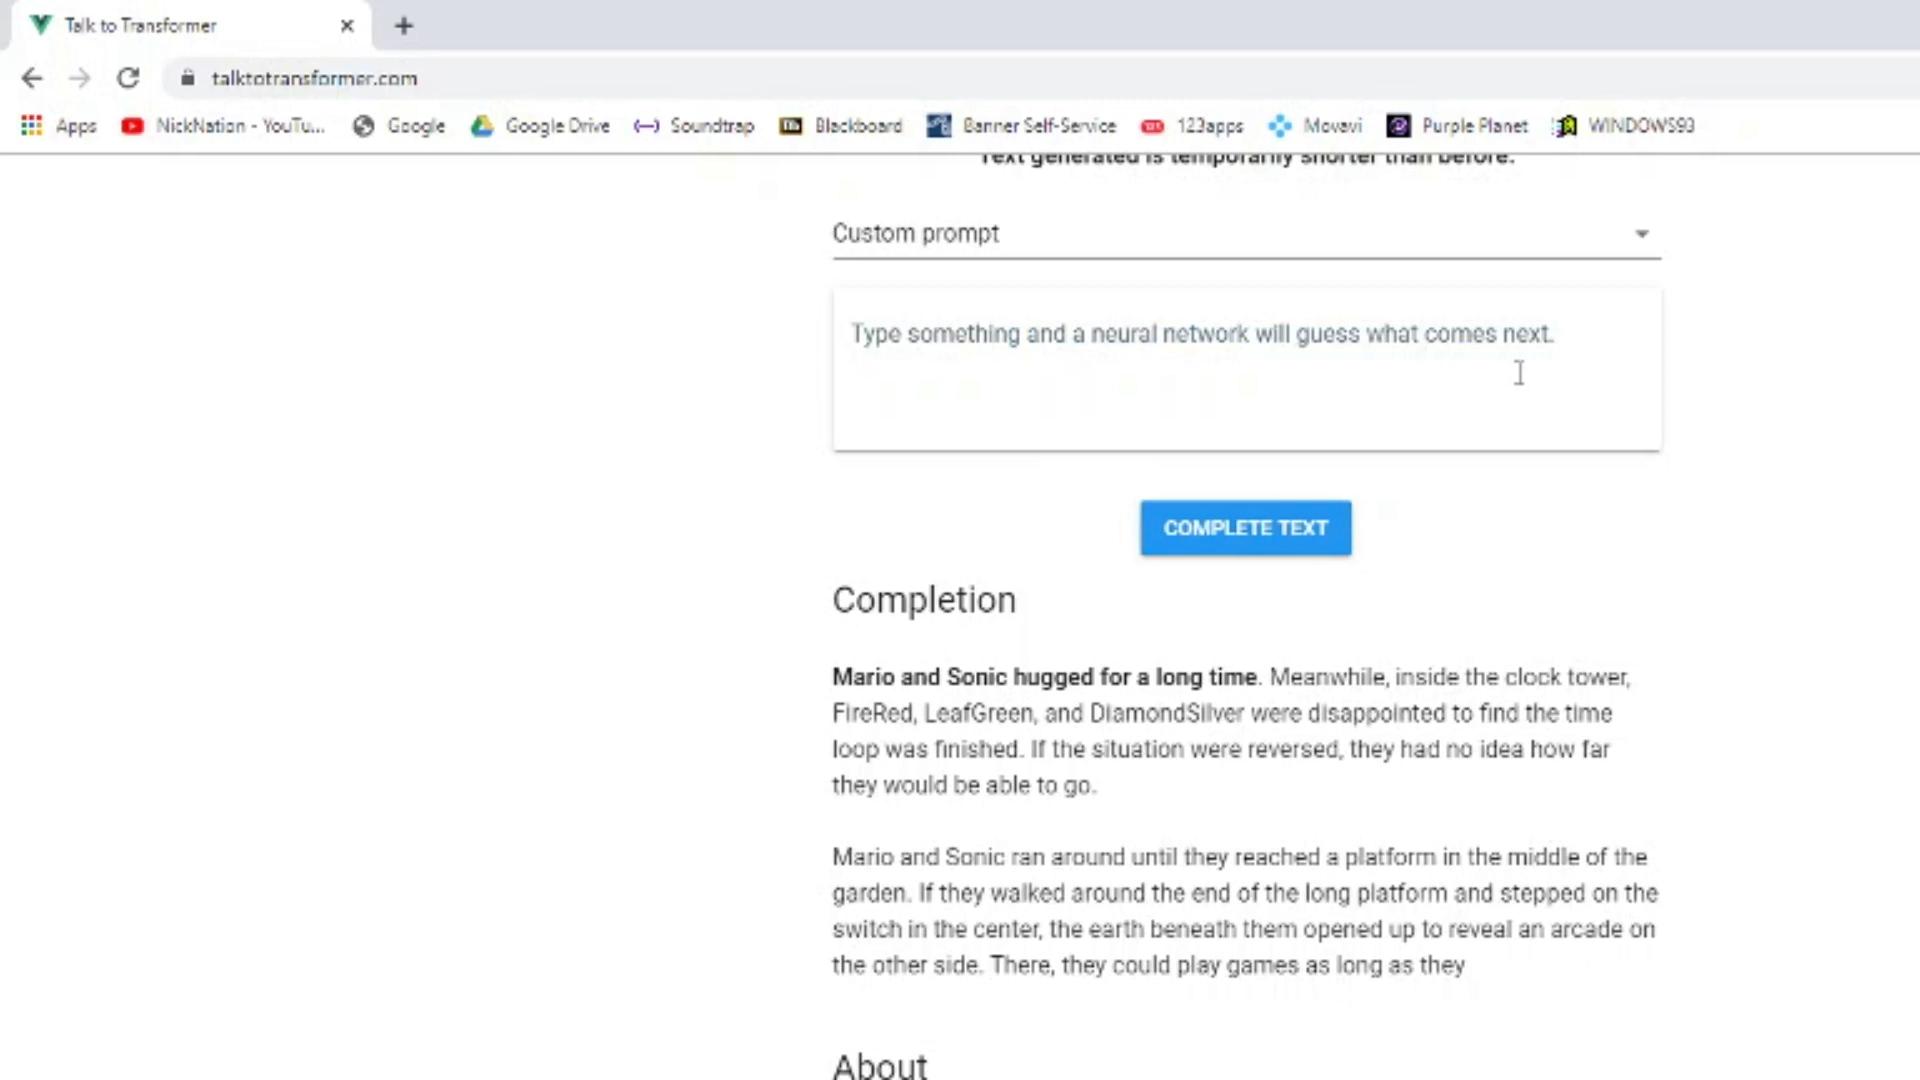 Talk to Transformer
talktotransformer.com
Apps NickNation - YouTu... Google Google Drive Soundtrap Blackboard Banner Self-Service 123apps Movavi Purple Planet WINDOWS93
Text generated is temporarily shorter than before.
Custom prompt
Type something and a neural network will guess what comes next.
COMPLETE TEXT
Completion
Mario and Sonic hugged for a long time. Meanwhile, inside the clock tower,
FireRed, LeafGreen, and DiamondSilver were disappointed to find the time
loop was finished. If the situation were reversed, they had no idea how far
they would be able to go.
Mario and Sonic ran around until they reached a platform in the middle of the
garden. If they walked around the end of the long platform and stepped on the
switch in the center, the earth beneath them opened up to reveal an arcade on
the other side. There, they could play games as long as they
About